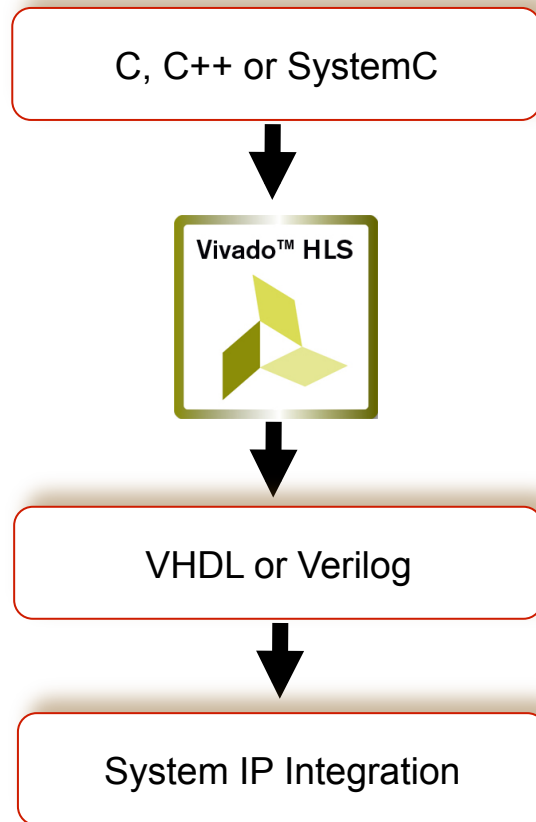 C, C++ or SystemC
Vivado™ HLS
VHDL or Verilog
System IP Integration